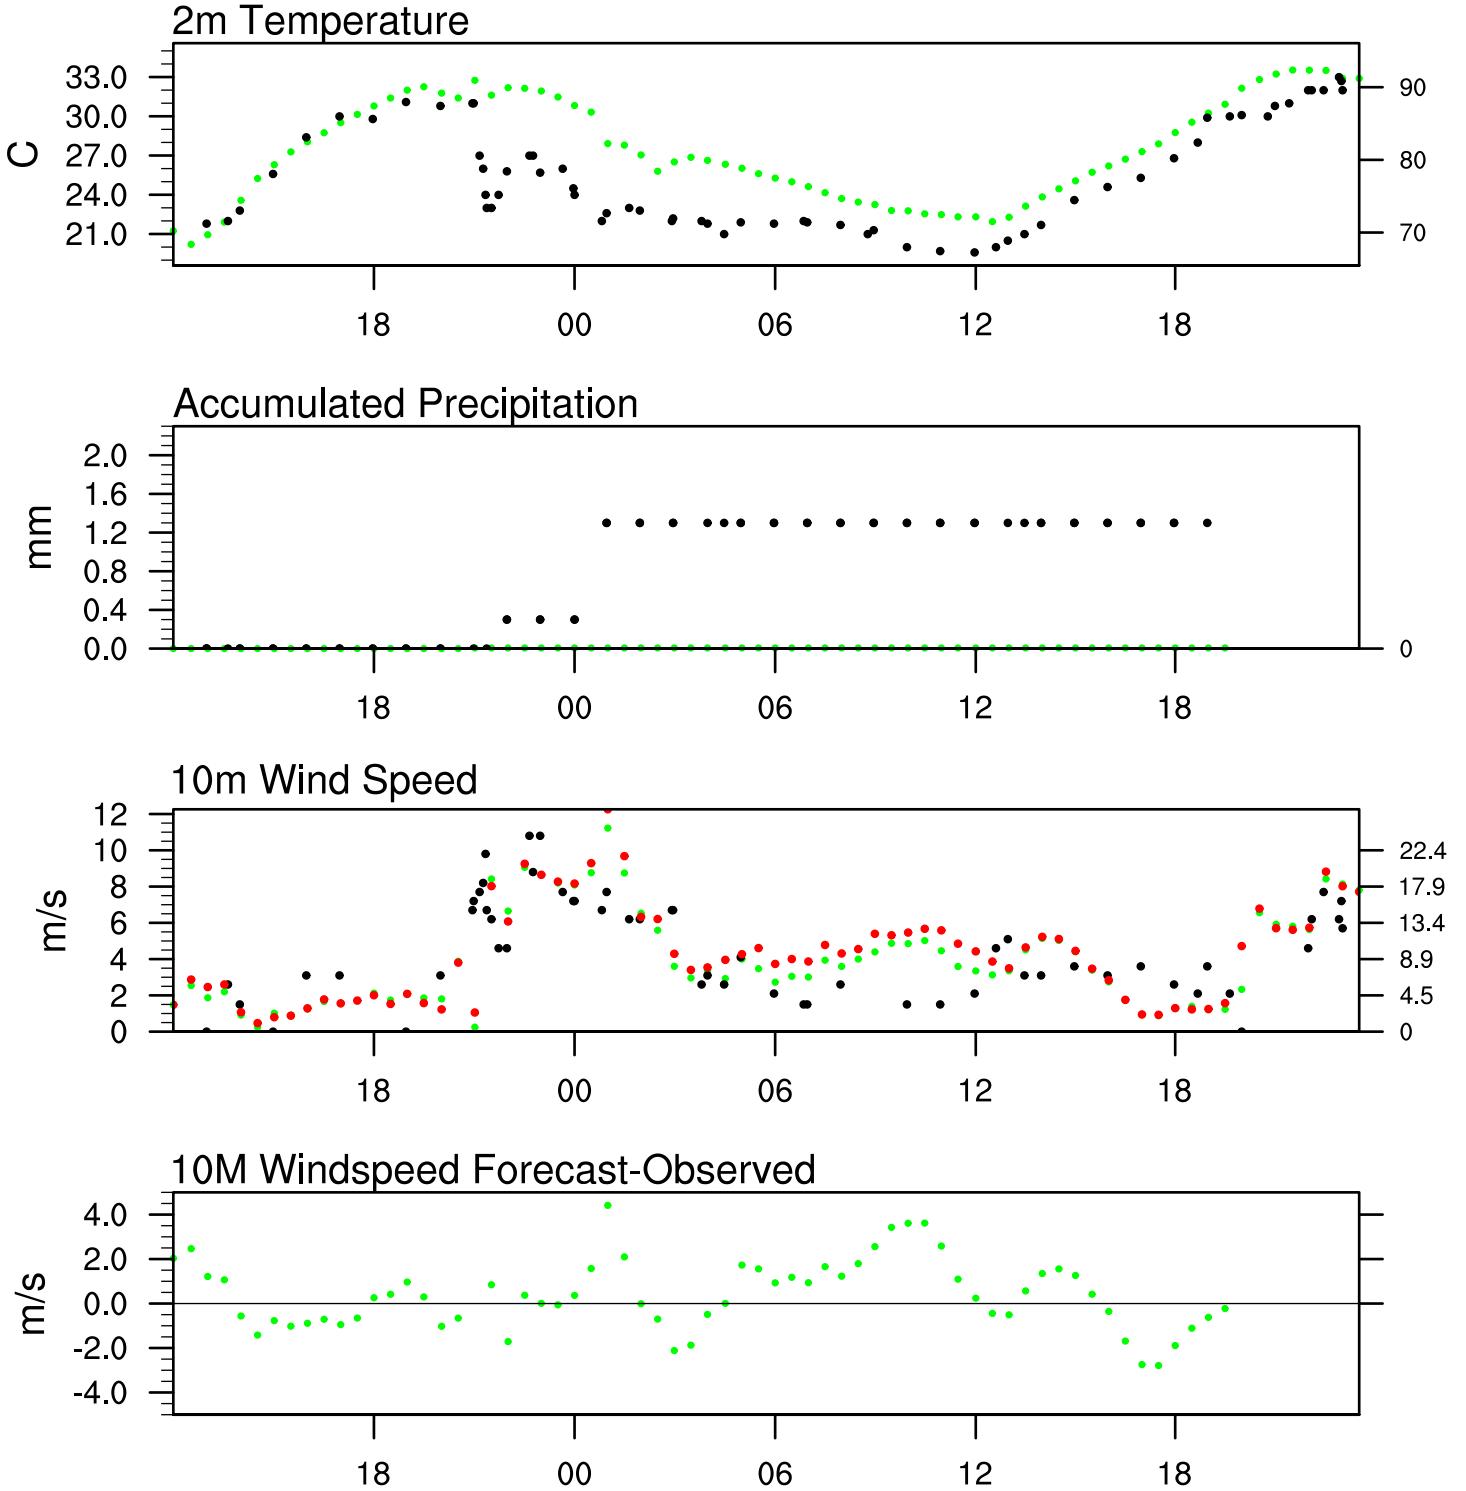 2m Temperature
33.0
30.0
27.0
24.0
21.0
C
90
80
70
18 00 06 12 18
Accumulated Precipitation
2.0
1.6
1.2
0.8
0.4
0.0
mm
0
18 00 06 12 18
10m Wind Speed
12
10
8
6
4
2
0
m/s
22.4
17.9
13.4
8.9
4.5
0
18 00 06 12 18
10M Windspeed Forecast-Observed
4.0
2.0
0.0
-2.0
-4.0
m/s
18 00 06 12 18